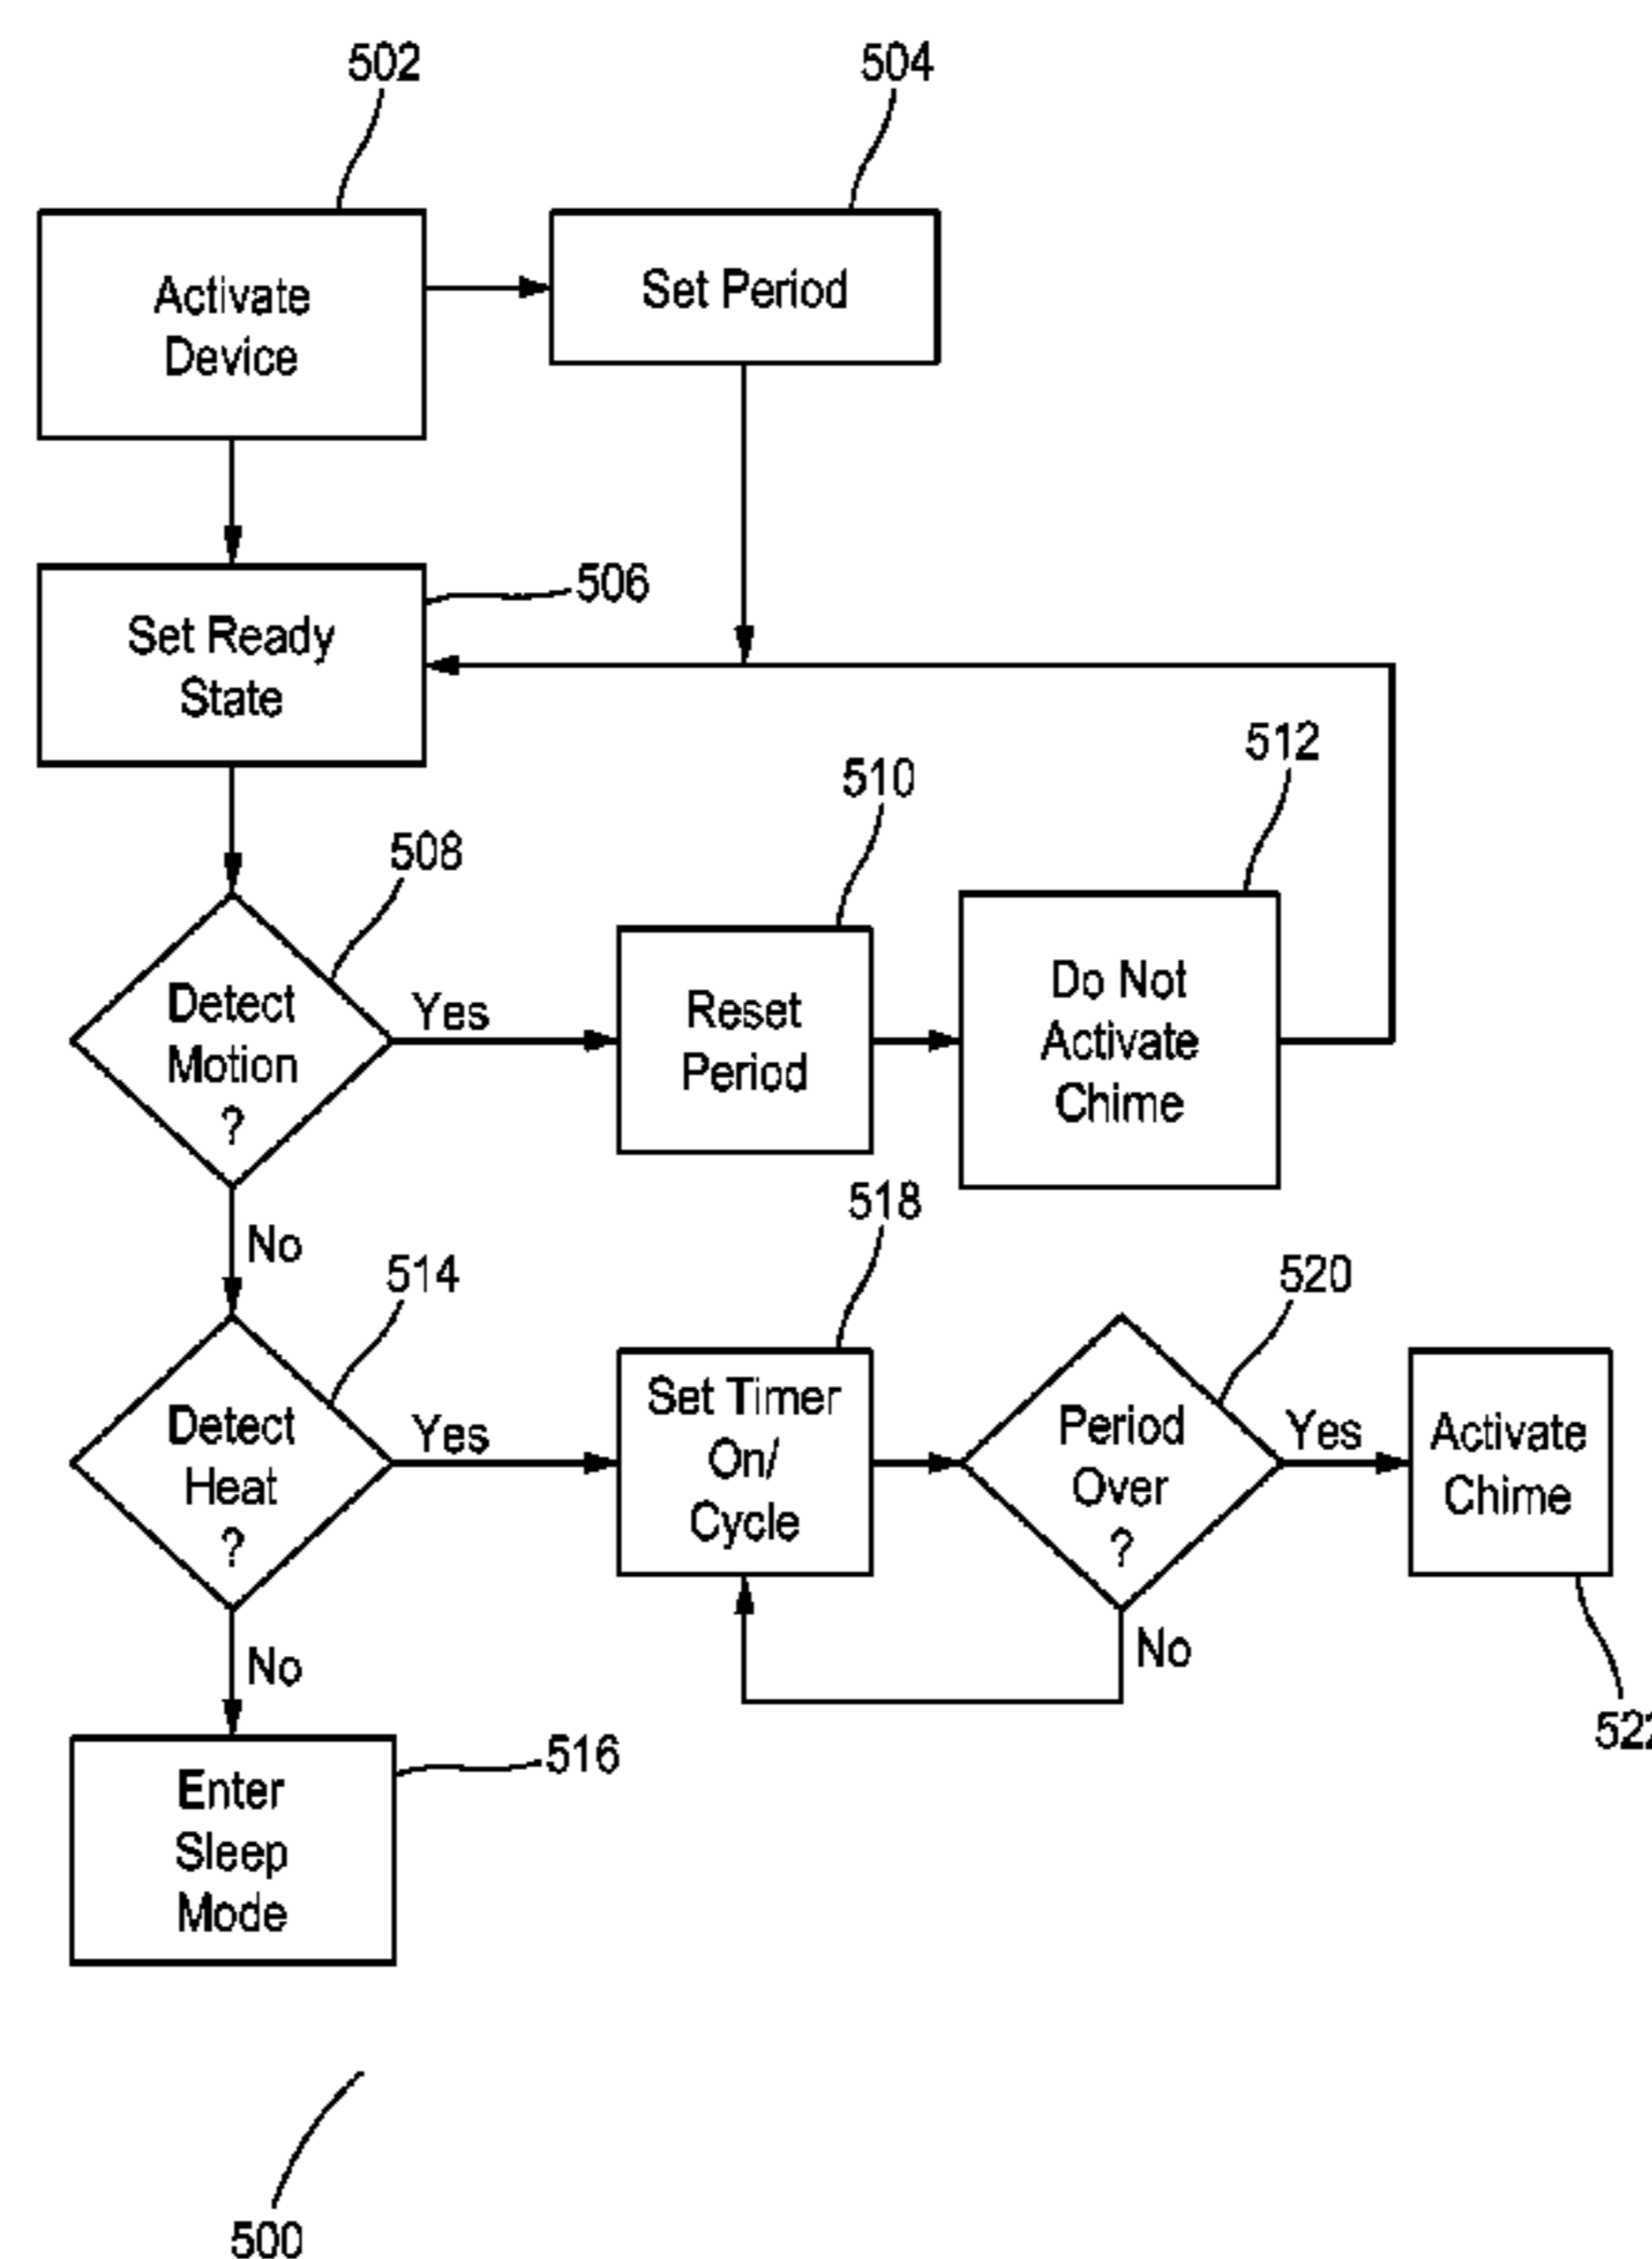 502
504
Activate
Device
Set Period
506
Set Ready
State
508
510
512
Detect
Motion
?
Yes
Reset
Period
Do Not
Activate
Chime
No
514
518
520
Detect
Heat
?
Yes
Set Timer
On/
Cycle
Period
Over
?
Yes
Activate
Chime
No
No
522
516
Enter
Sleep
Mode
500